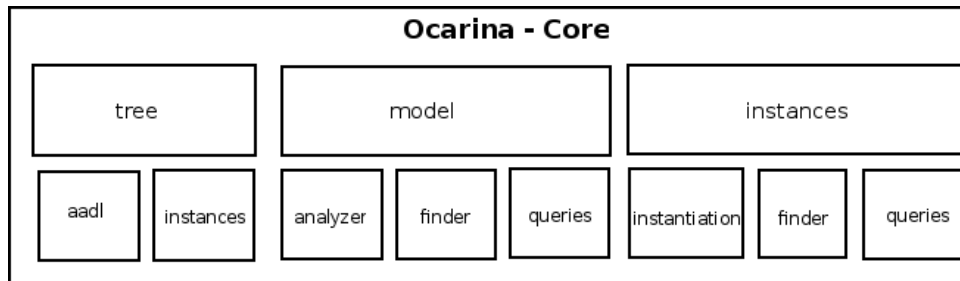 Ocarina - Core
tree
model
instances
aadl
instances
analyzer
finder
queries
instantiation
finder
queries